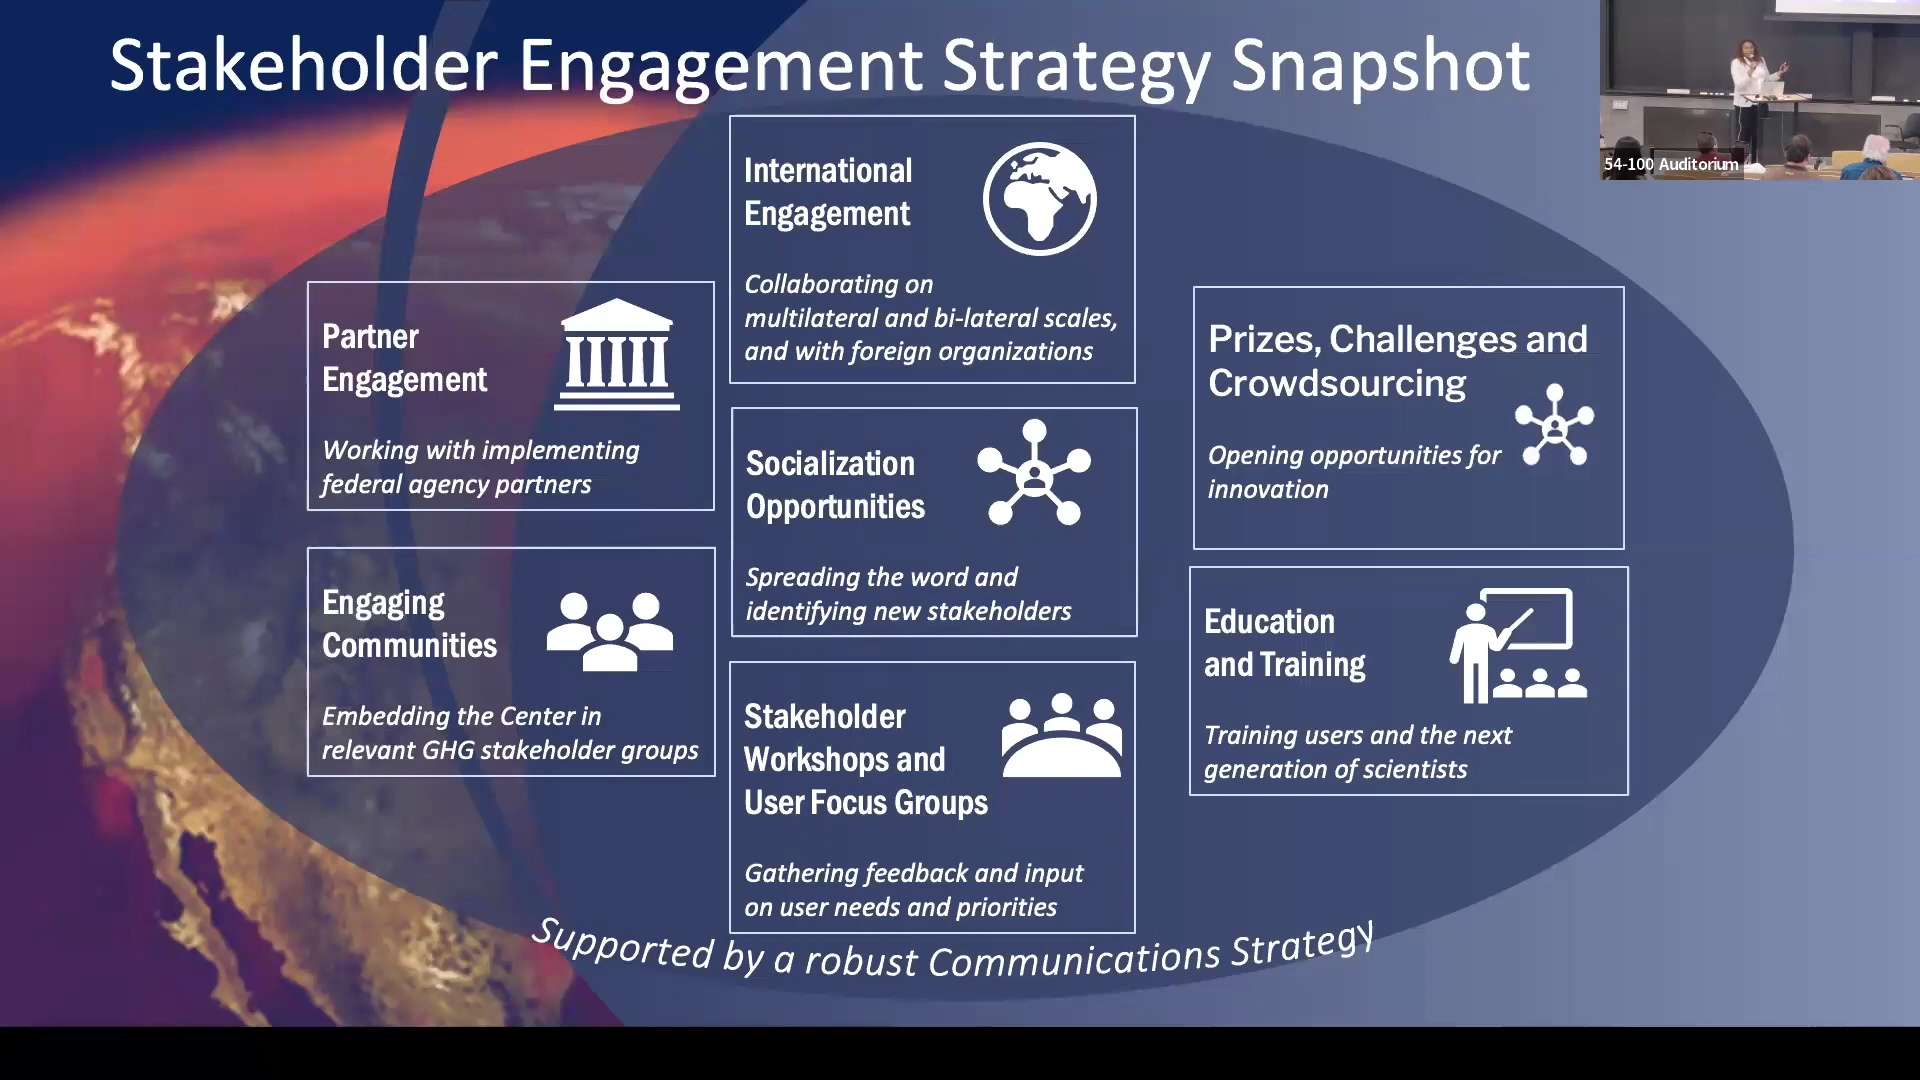 Stakeholder Engagement Strategy Snapshot
54-100 Auditorium
International
Engagement
Collaborating on
multilateral and bi-lateral scales,
and with foreign organizations
Partner
Engagement
Working with implementing
federal agency partners
Prizes, Challenges and
Crowdsourcing
Opening opportunities for
innovation
Socialization
Opportunities
Spreading the word and
identifying new stakeholders
Engaging
Communities
Embedding the Center in
relevant GHG stakeholder groups
Education
and Training
Training users and the next
generation of scientists
Stakeholder
Workshops and
User Focus Groups
Gathering feedback and input
on user needs and priorities
Supported by a robust Communications Strategy